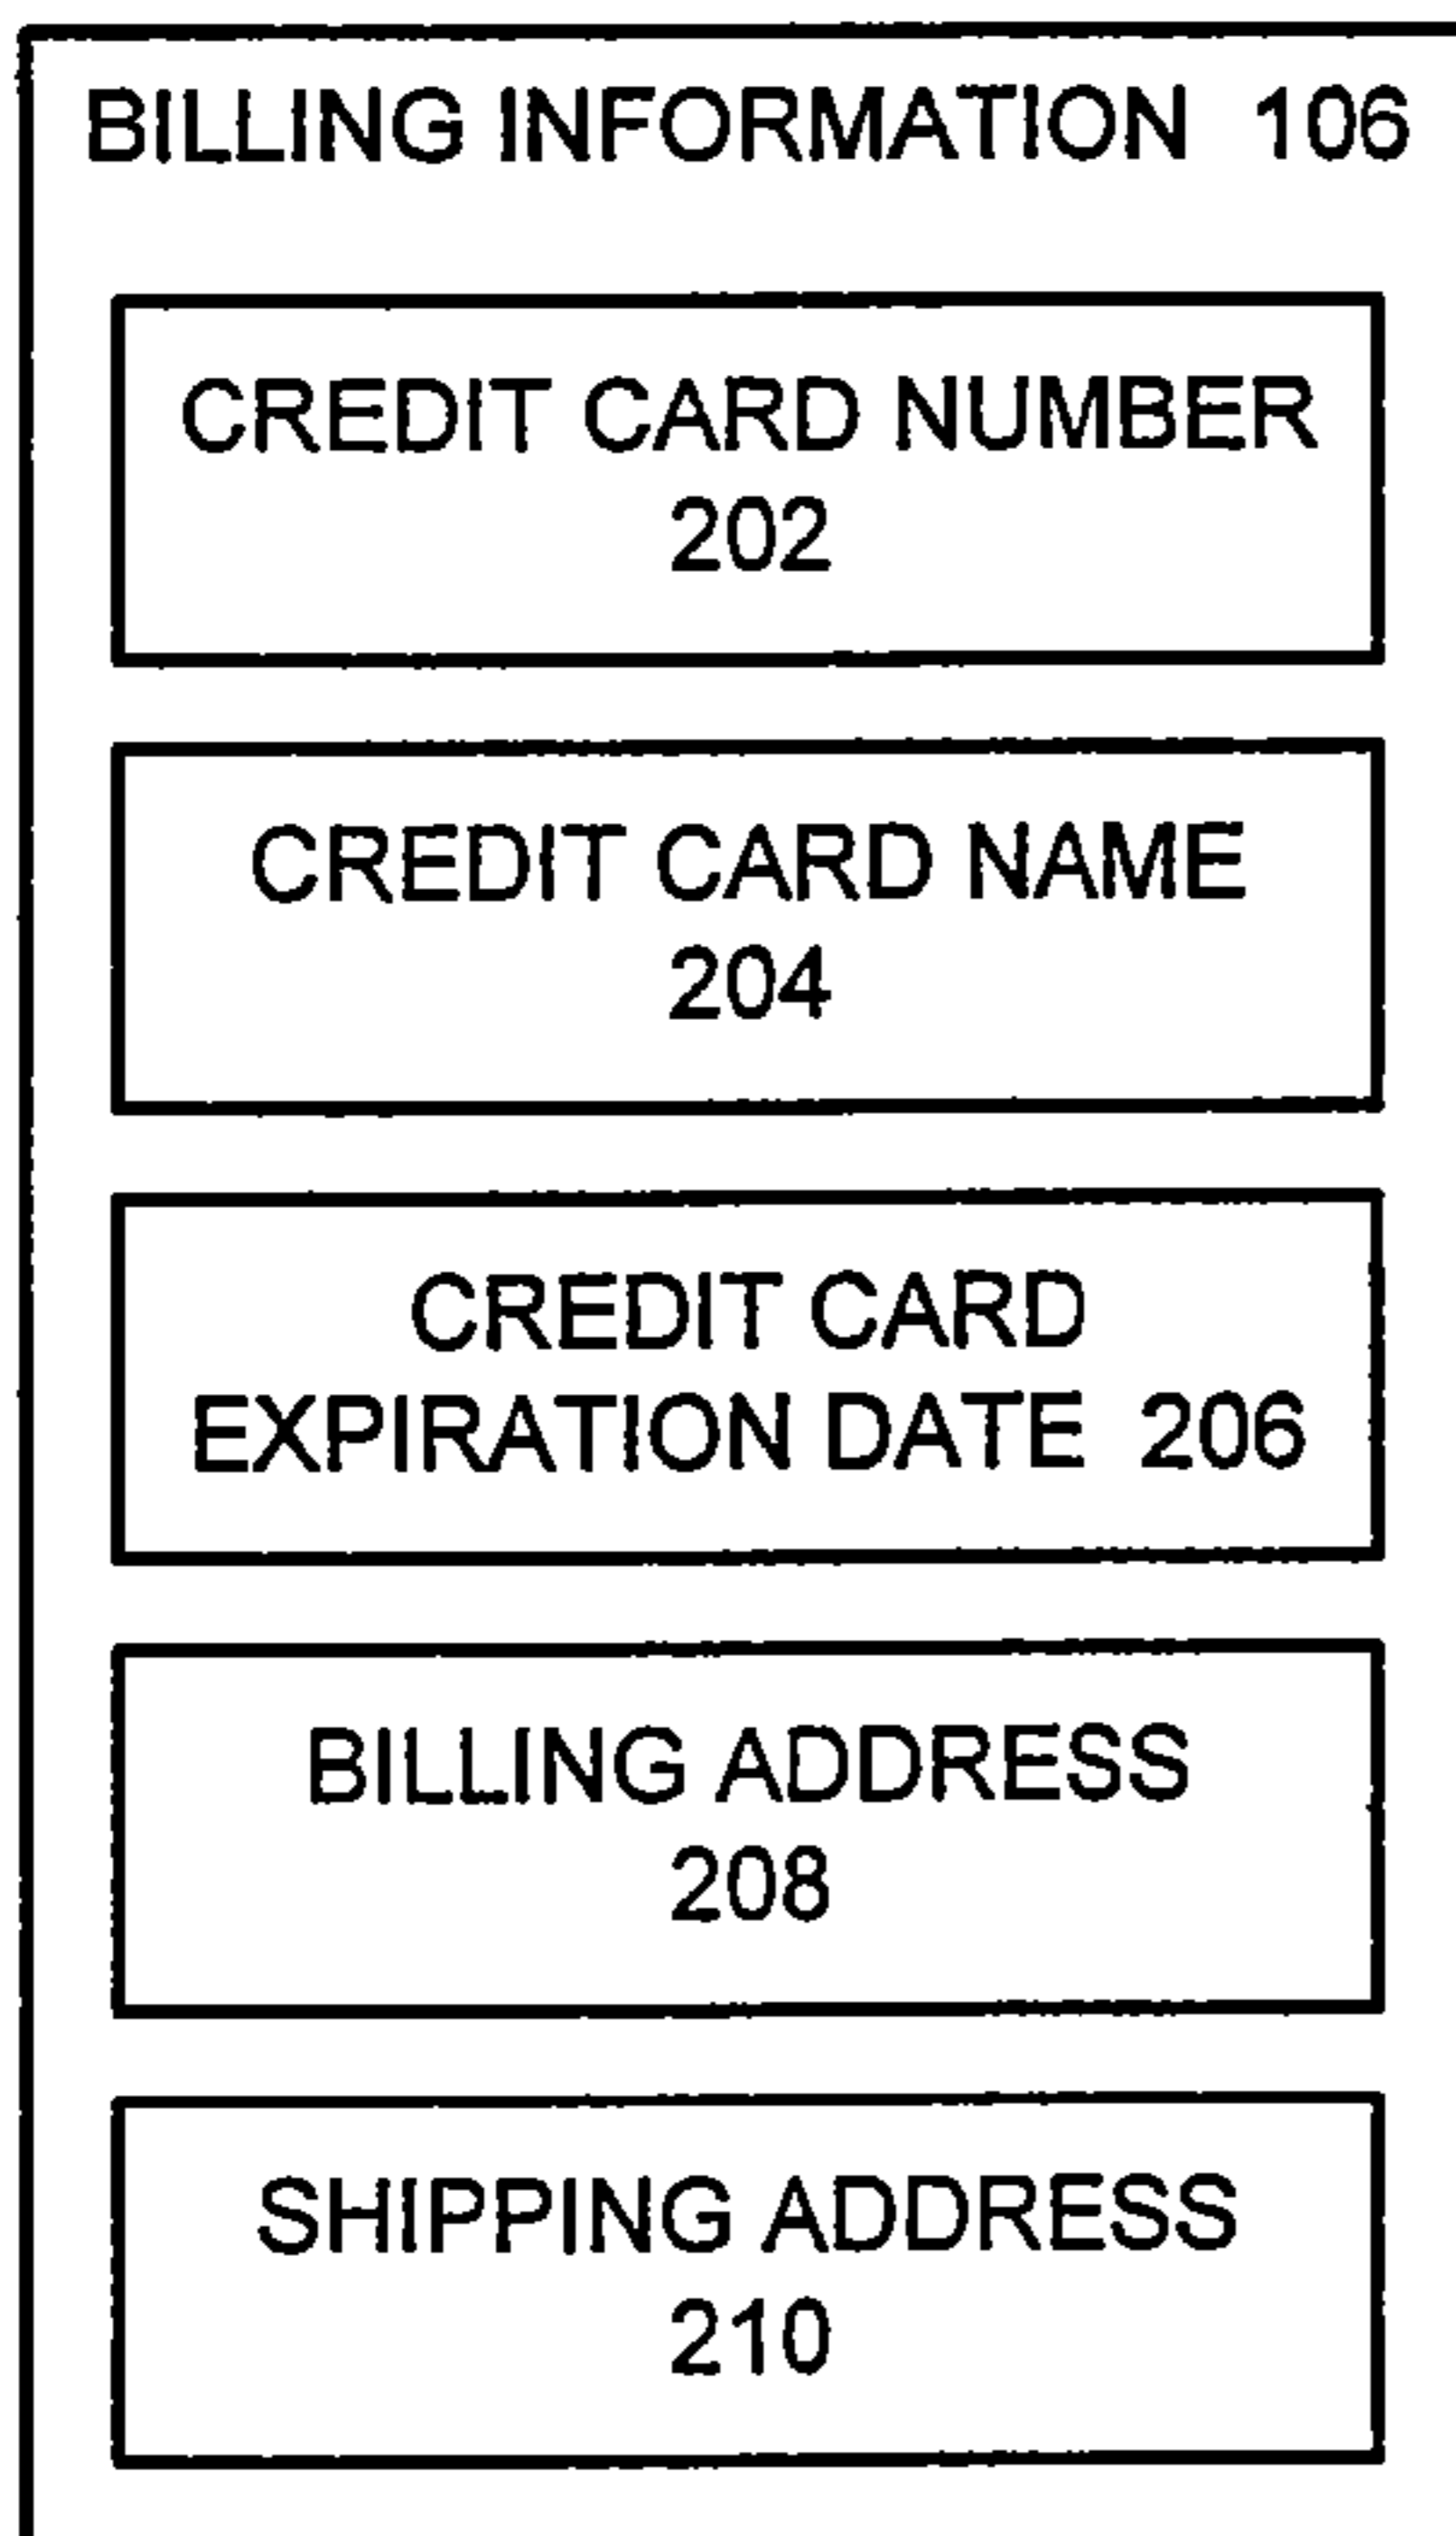 BILLING INFORMATION 106
CREDIT CARD NUMBER
202
CREDIT CARD NAME
204
CREDIT CARD
EXPIRATION DATE 206
BILLING ADDRESS
208
SHIPPING ADDRESS
210